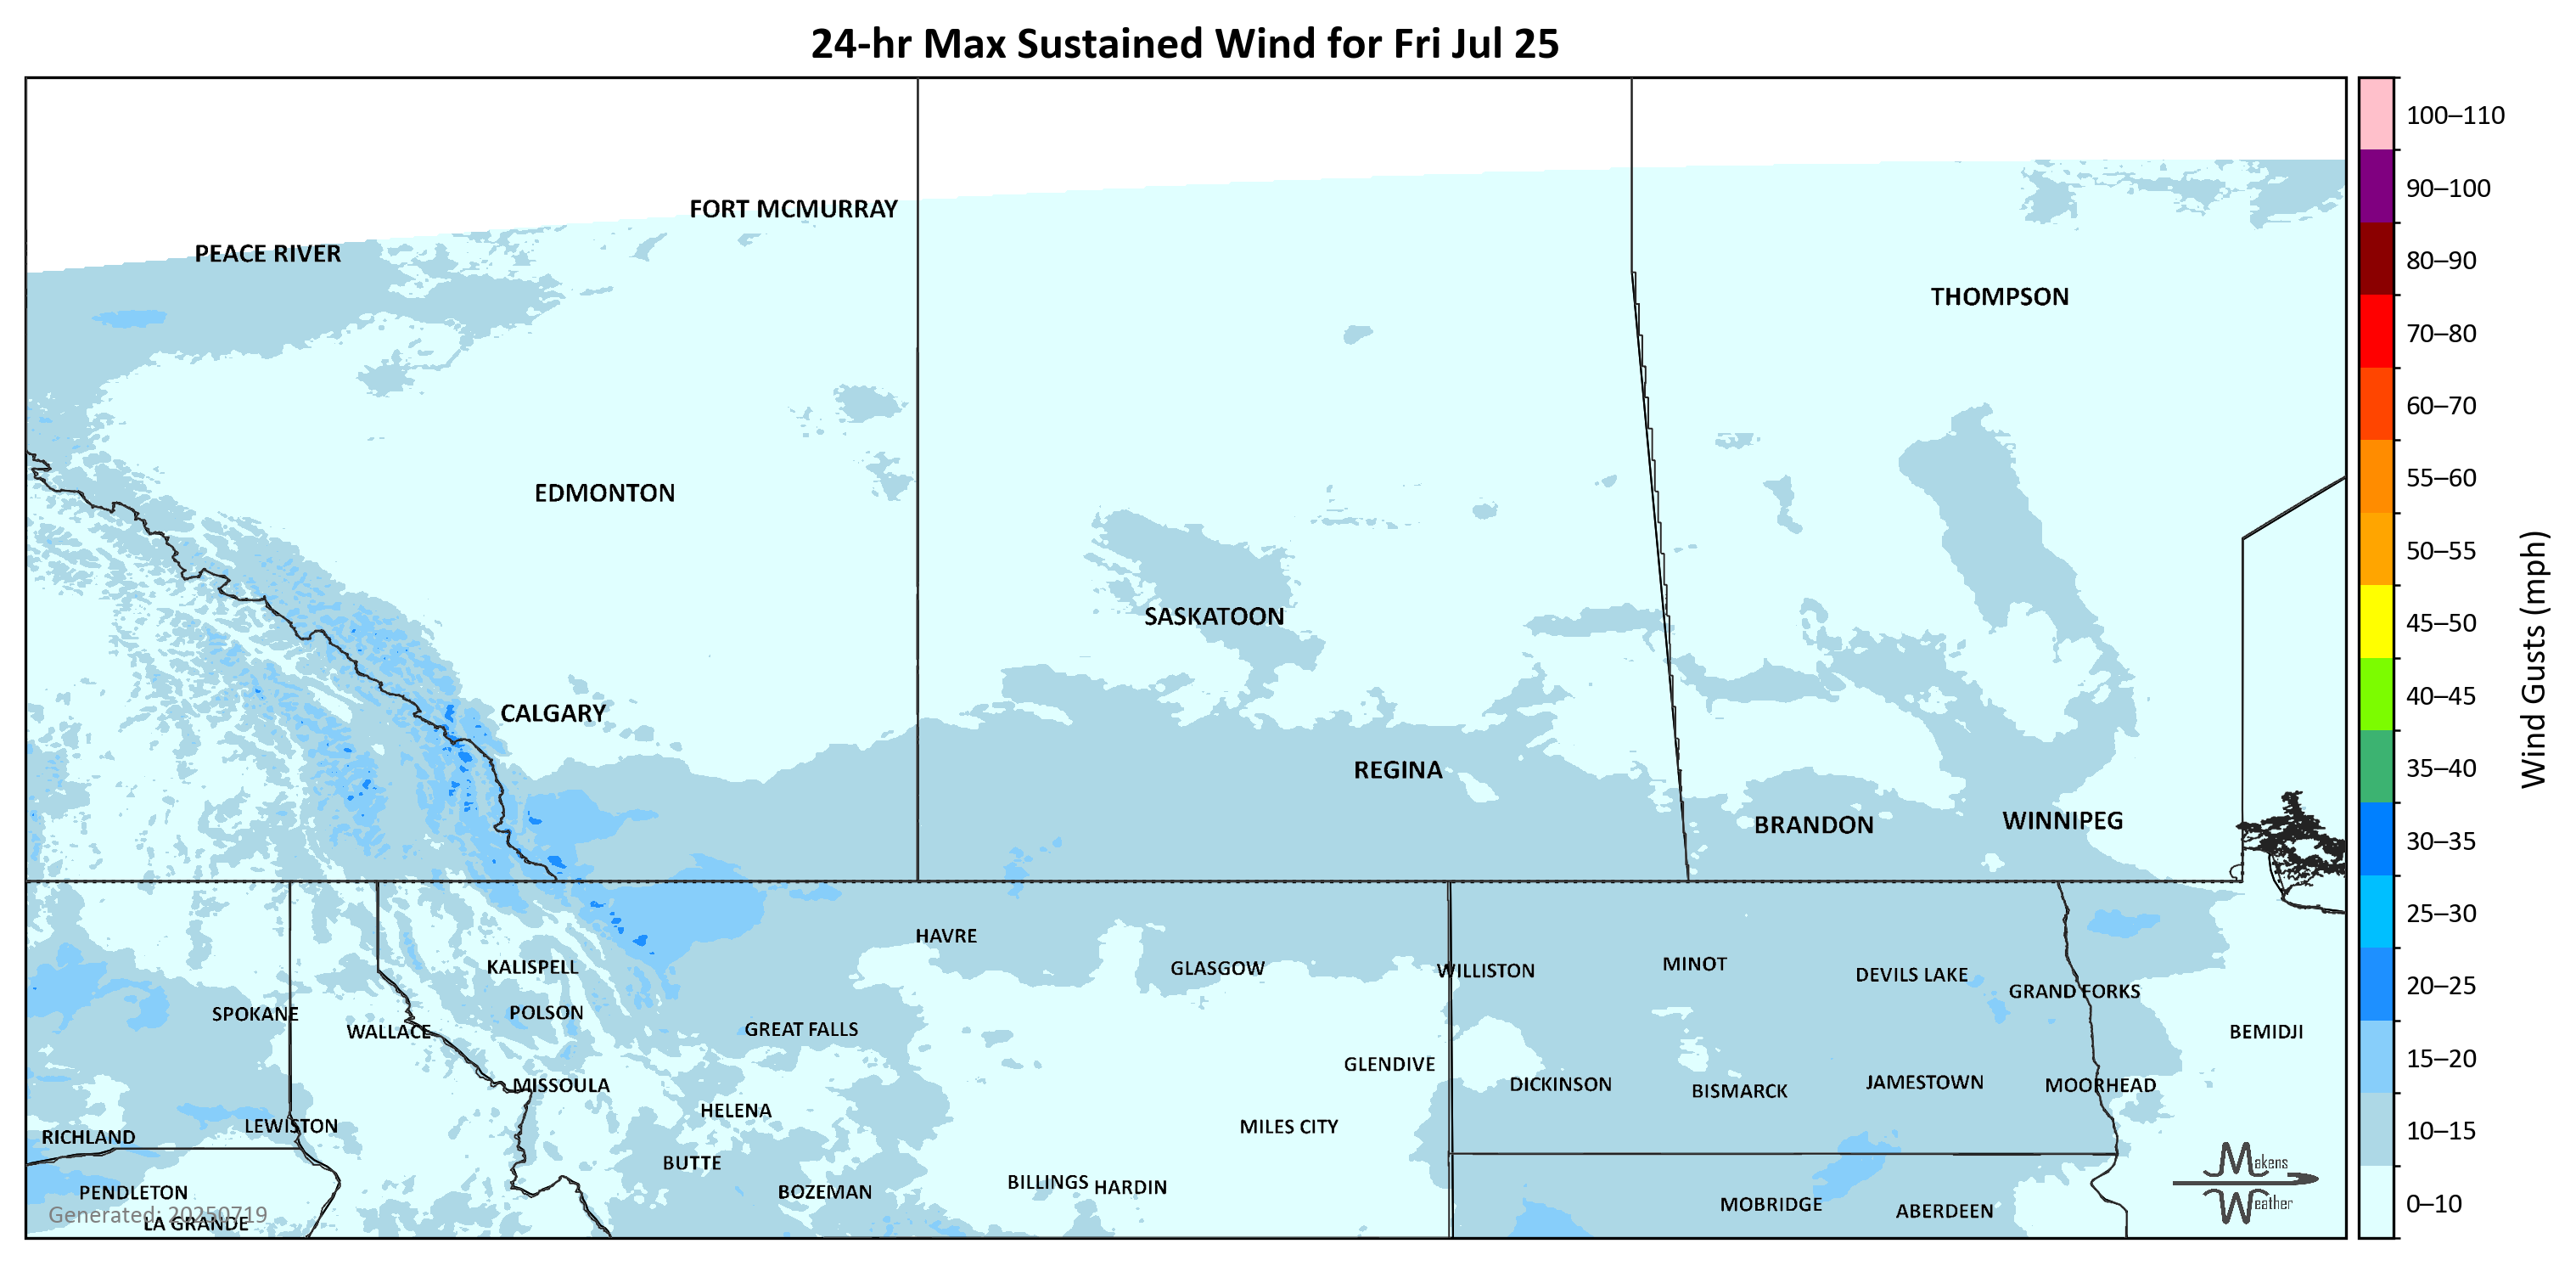 24-hr Max Sustained Wind for Fri Jul 25
100–110
90–100
80–90
70–80
60–70
55–60
50–55
45–50
40–45
35–40
30–35
25–30
20–25
15–20
10–15
0–10
Wind Gusts (mph)
FORT MCMURRAY
PEACE RIVER
THOMPSON
EDMONTON
SASKATOON
CALGARY
REGINA
BRANDON
WINNIPEG
HAVRE
KALISPELL
GLASGOW
WILLISTON
MINOT
DEVILS LAKE
GRAND FORKS
SPOKANE
POLSON
WALLACE
GREAT FALLS
BEMIDJI
GLENDIVE
MISSOULA
DICKINSON
BISMARCK
JAMESTOWN
MOORHEAD
HELENA
LEWISTON
MILES CITY
RICHLAND
BUTTE
BILLINGS
HARDIN
PENDLETON
BOZEMAN
MOBRIDGE
ABERDEEN
LA GRANDE
Generated: 20250719
Makens
Weather